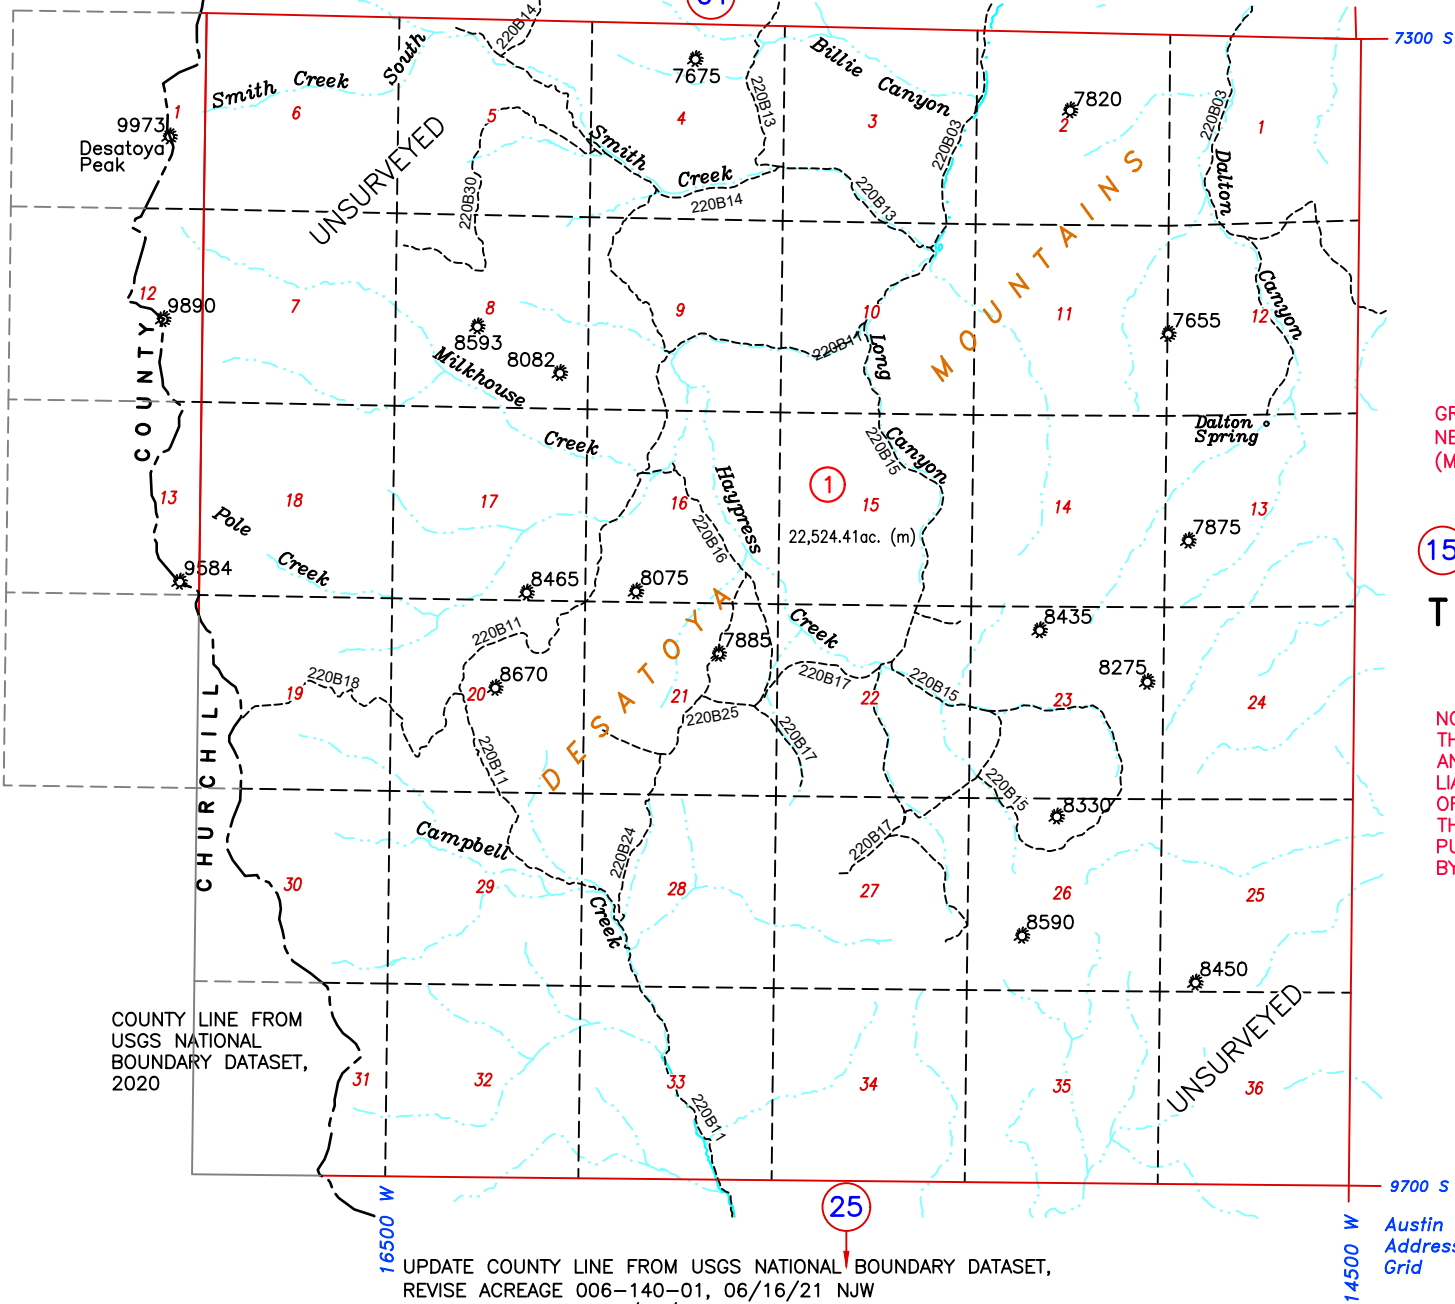 7300 S
220B14
South
Smith Creek
7675
Billie Canyon
220B13
220B03
7820
220B03
1
6
5
4
3
2
1
9973
Desatoya
Peak
UNSURVEYED
Smith
Creek
220B14
220B30
220B13
Dalton
Canyon
MOUNTAINS
12
7
8
9
10
11
12
9890
8593
8082
Milkhouse
Creek
220B11
Long
Canyon
7655
COUNTY
Dalton
Spring
220B15
13
18
17
16
15
14
13
Pole
Creek
Haypress
Creek
220B16
1
22,524.41ac. (m)
7875
15
9584
8465
8075
8435
T
220B11
7885
DESATOYA
8275
19
20
21
22
23
24
220B18
8670
220B17
220B15
220B25
220B17
220B11
220B15
8330
CHURCHILL
Campbell
Creek
220B24
220B17
30
29
28
27
26
25
8590
8450
UNSURVEYED
COUNTY LINE FROM
USGS NATIONAL
BOUNDARY DATASET,
2020
31
32
33
34
35
36
220B11
9700 S
16500 W
25
14500 W
Austin
Address
Grid
UPDATE COUNTY LINE FROM USGS NATIONAL BOUNDARY DATASET,
REVISE ACREAGE 006-140-01, 06/16/21 NJW